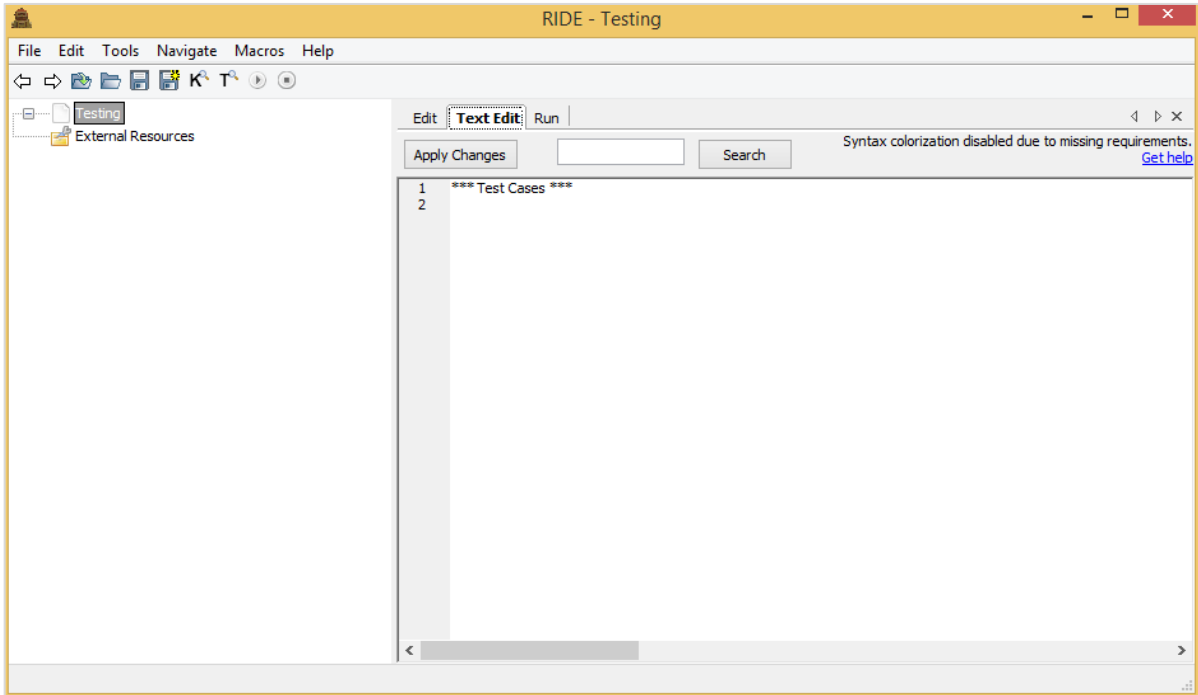 RIDE - Testing
File Edit Tools Navigate Macros Help
K T
Testing
External Resources
Edit Text Edit Run
Apply Changes Search
Syntax colorization disabled due to missing requirements.
Get help
1 *** Test Cases ***
2